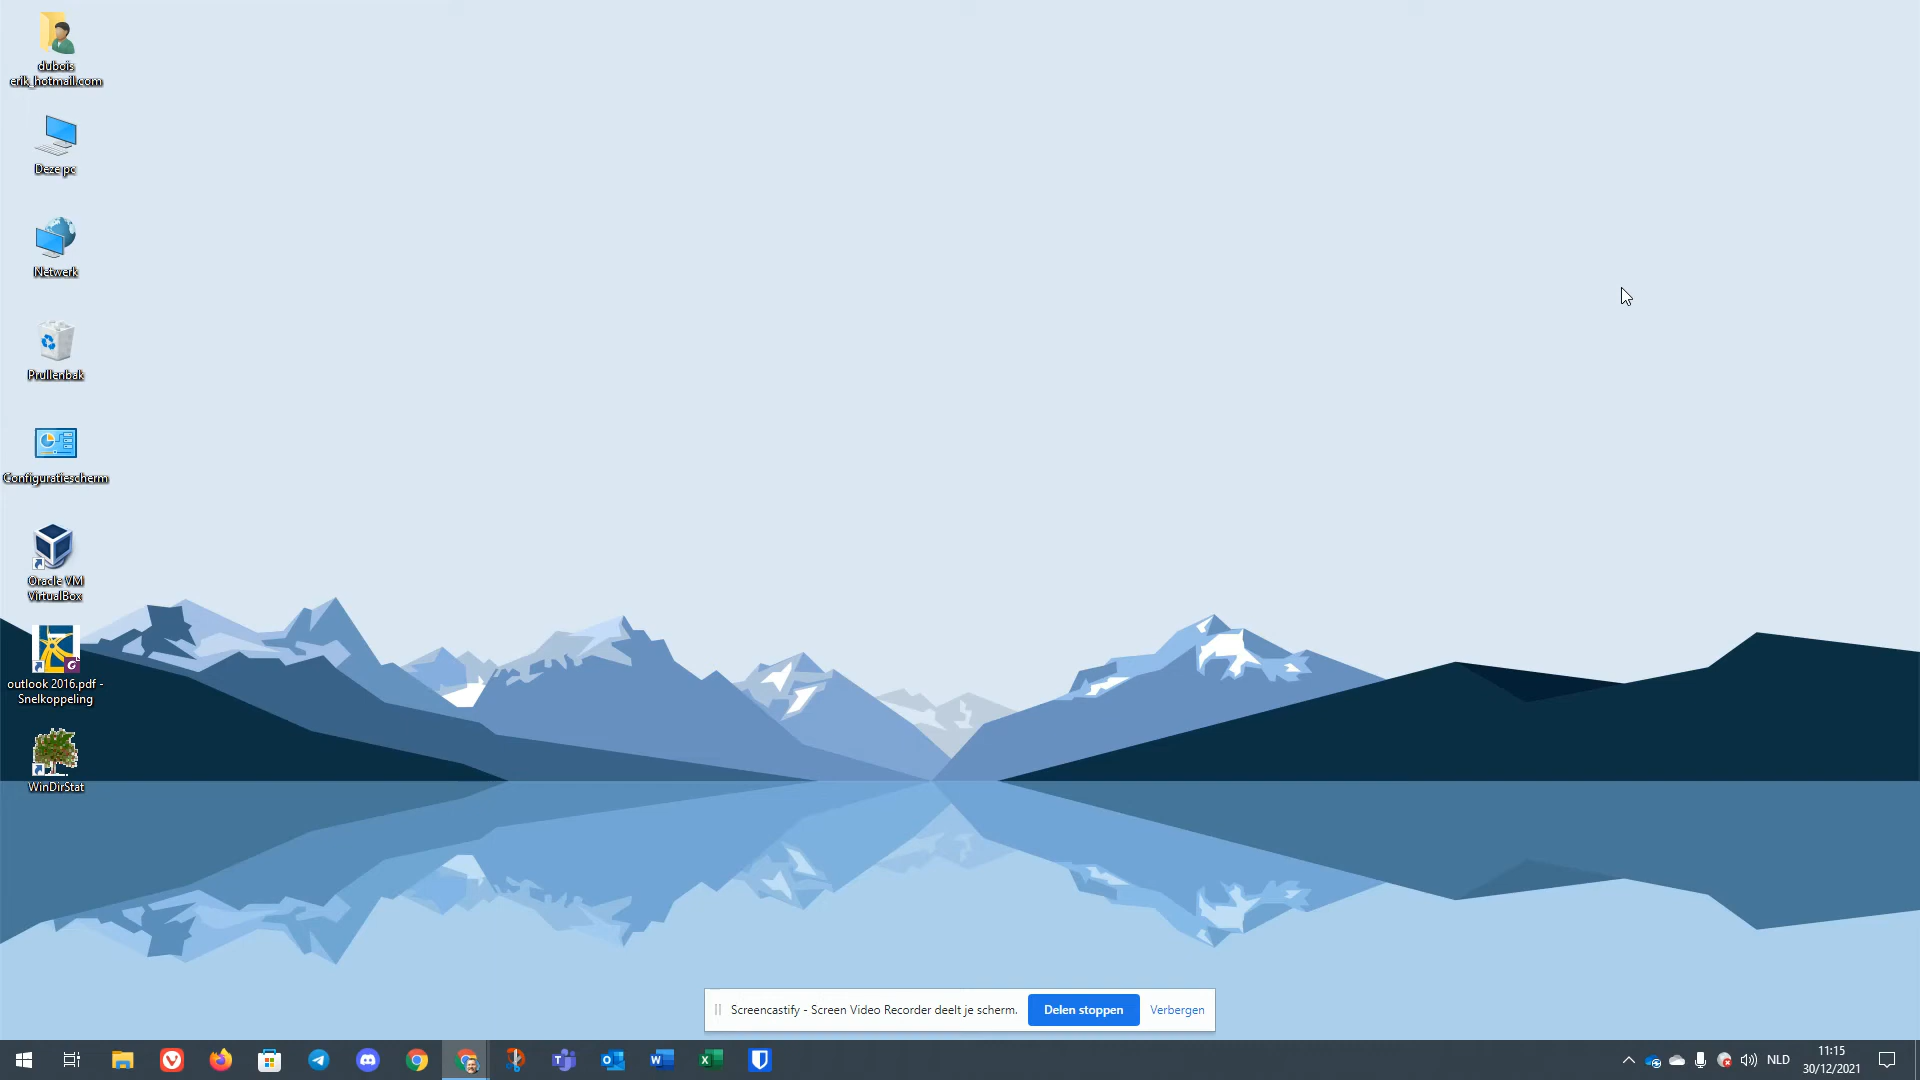 dubois
erik_hotmail.com
Deze pc
Netwerk
Prullenbak
Configuratiescherm
Oracle VM
VirtualBox
outlook 2016.pdf -
Snelkoppeling
WinDirStat
Screencastify - Screen Video Recorder deelt je scherm.
Delen stoppen
Verbergen
NLD
11:15
30/12/2021